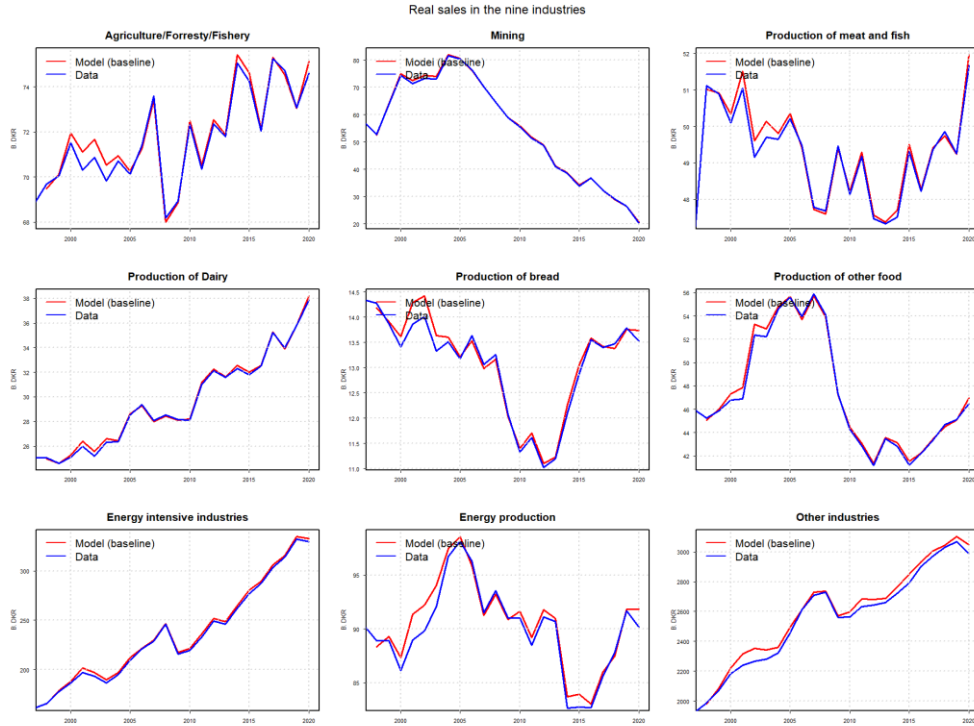 Real sales in the nine industries
Agriculture/Forresty/Fishery
Model (baseline)
Data
B. DKR
74
72
70
68
2000
2005
2010
2015
2020
Mining
Model (baseline)
Data
B. DKR
80
70
60
50
40
30
20
2000
2005
2010
2015
2020
Production of meat and fish
Model (baseline)
Data
B. DKR
52
51
50
49
48
2000
2005
2010
2015
2020
Production of Dairy
Model (baseline)
Data
B. DKR
38
36
34
32
30
28
26
2000
2005
2010
2015
2020
Production of bread
Model (baseline)
Data
B. DKR
14.5
14.0
13.5
13.0
12.5
12.0
11.5
11.0
2000
2005
2010
2015
2020
Production of other food
Model (baseline)
Data
B. DKR
56
54
52
50
48
46
44
42
2000
2005
2010
2015
2020
Energy intensive industries
Model (baseline)
Data
B. DKR
300
250
200
2000
2005
2010
2015
2020
Energy production
Model (baseline)
Data
B. DKR
95
90
85
2000
2005
2010
2015
2020
Other industries
Model (baseline)
Data
B. DKR
3000
2800
2600
2400
2200
2000
2000
2005
2010
2015
2020